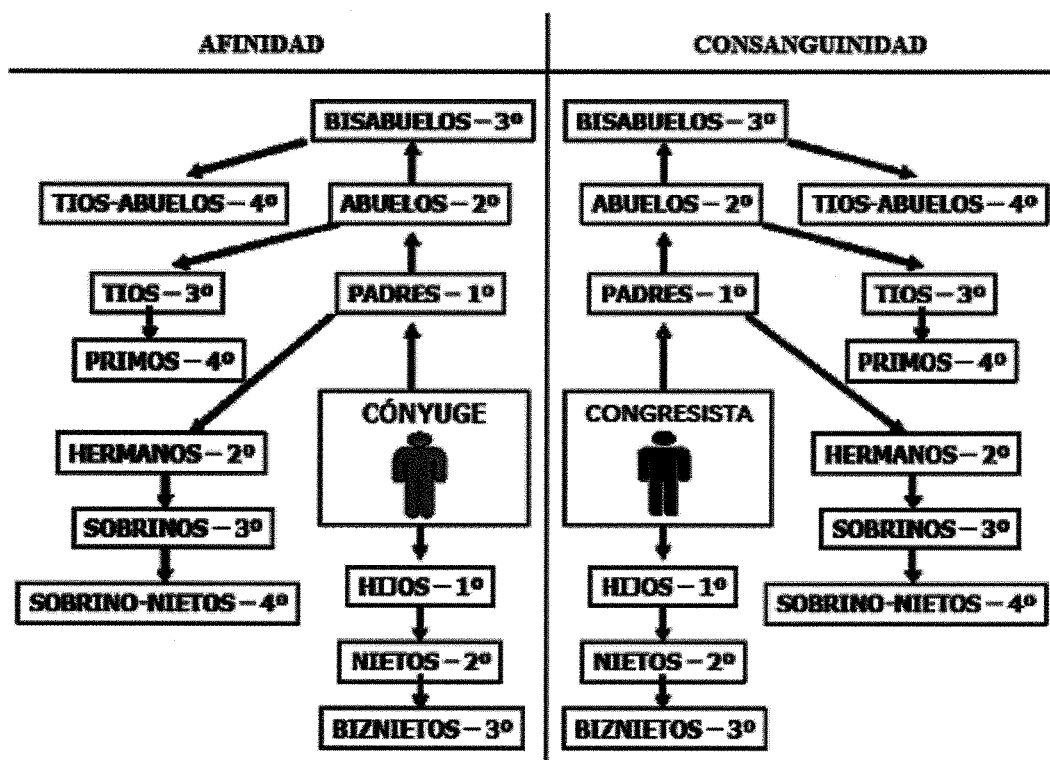 AFINIDAD
CONSANGUINIDAD
BISABUELOS – 3º
BISABUELOS – 3º
TIOS-ABUELOS – 4º
ABUELOS – 2º
ABUELOS – 2º
TIOS-ABUELOS – 4º
TIOS – 3º
PADRES – 1º
PADRES – 1º
TIOS – 3º
PRIMOS – 4º
PRIMOS – 4º
CÓNYUGE
CONGRESISTA
HERMANOS – 2º
HERMANOS – 2º
SOBRINOS – 3º
SOBRINOS – 3º
HIJOS – 1º
HIJOS – 1º
SOBRINO-NIETOS – 4º
SOBRINO-NIETOS – 4º
NIETOS – 2º
NIETOS – 2º
BIZNIETOS – 3º
BIZNIETOS – 3º